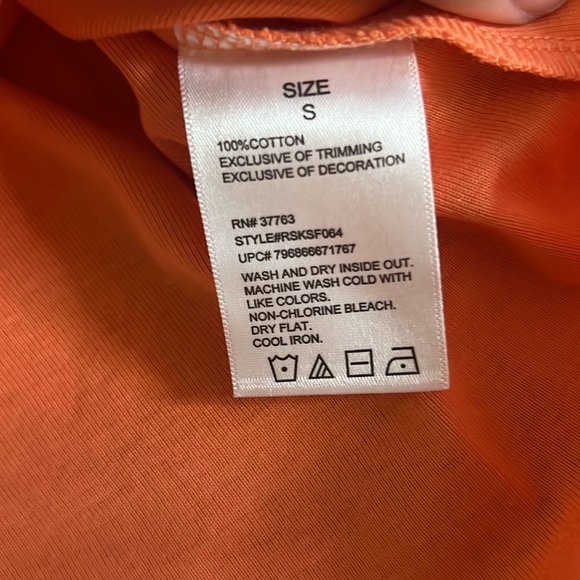 SIZE
S
100%COTTON
EXCLUSIVE OF TRIMMING
EXCLUSIVE OF DECORATION
RN# 37763
STYLE#RSKSF064
UPC# 796866671767
WASH AND DRY INSIDE OUT.
MACHINE WASH COLD WITH
LIKE COLORS.
NON-CHLORINE BLEACH.
DRY FLAT.
COOL IRON.